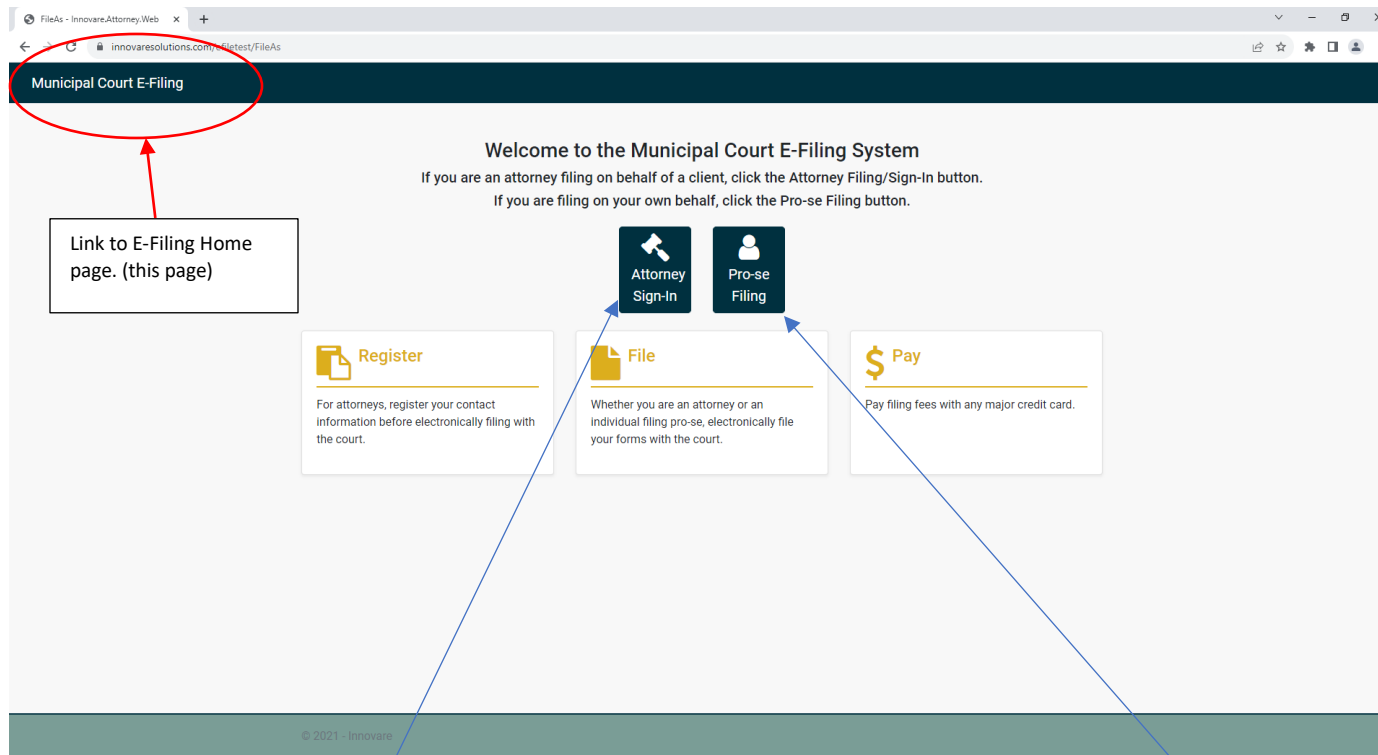 FileAs - Innovare.Attorney.Web
innovaresolutions.com/efiletest/FileAs
Municipal Court E-Filing
Welcome to the Municipal Court E-Filing System
If you are an attorney filing on behalf of a client, click the Attorney Filing/Sign-In button.
If you are filing on your own behalf, click the Pro-se Filing button.
Link to E-Filing Home
page. (this page)
Attorney
Sign-In
Pro-se
Filing
Register
For attorneys, register your contact
information before electronically filing with
the court.
File
Whether you are an attorney or an
individual filing pro-se, electronically file
your forms with the court.
Pay
Pay filing fees with any major credit card.
© 2021 - Innovare